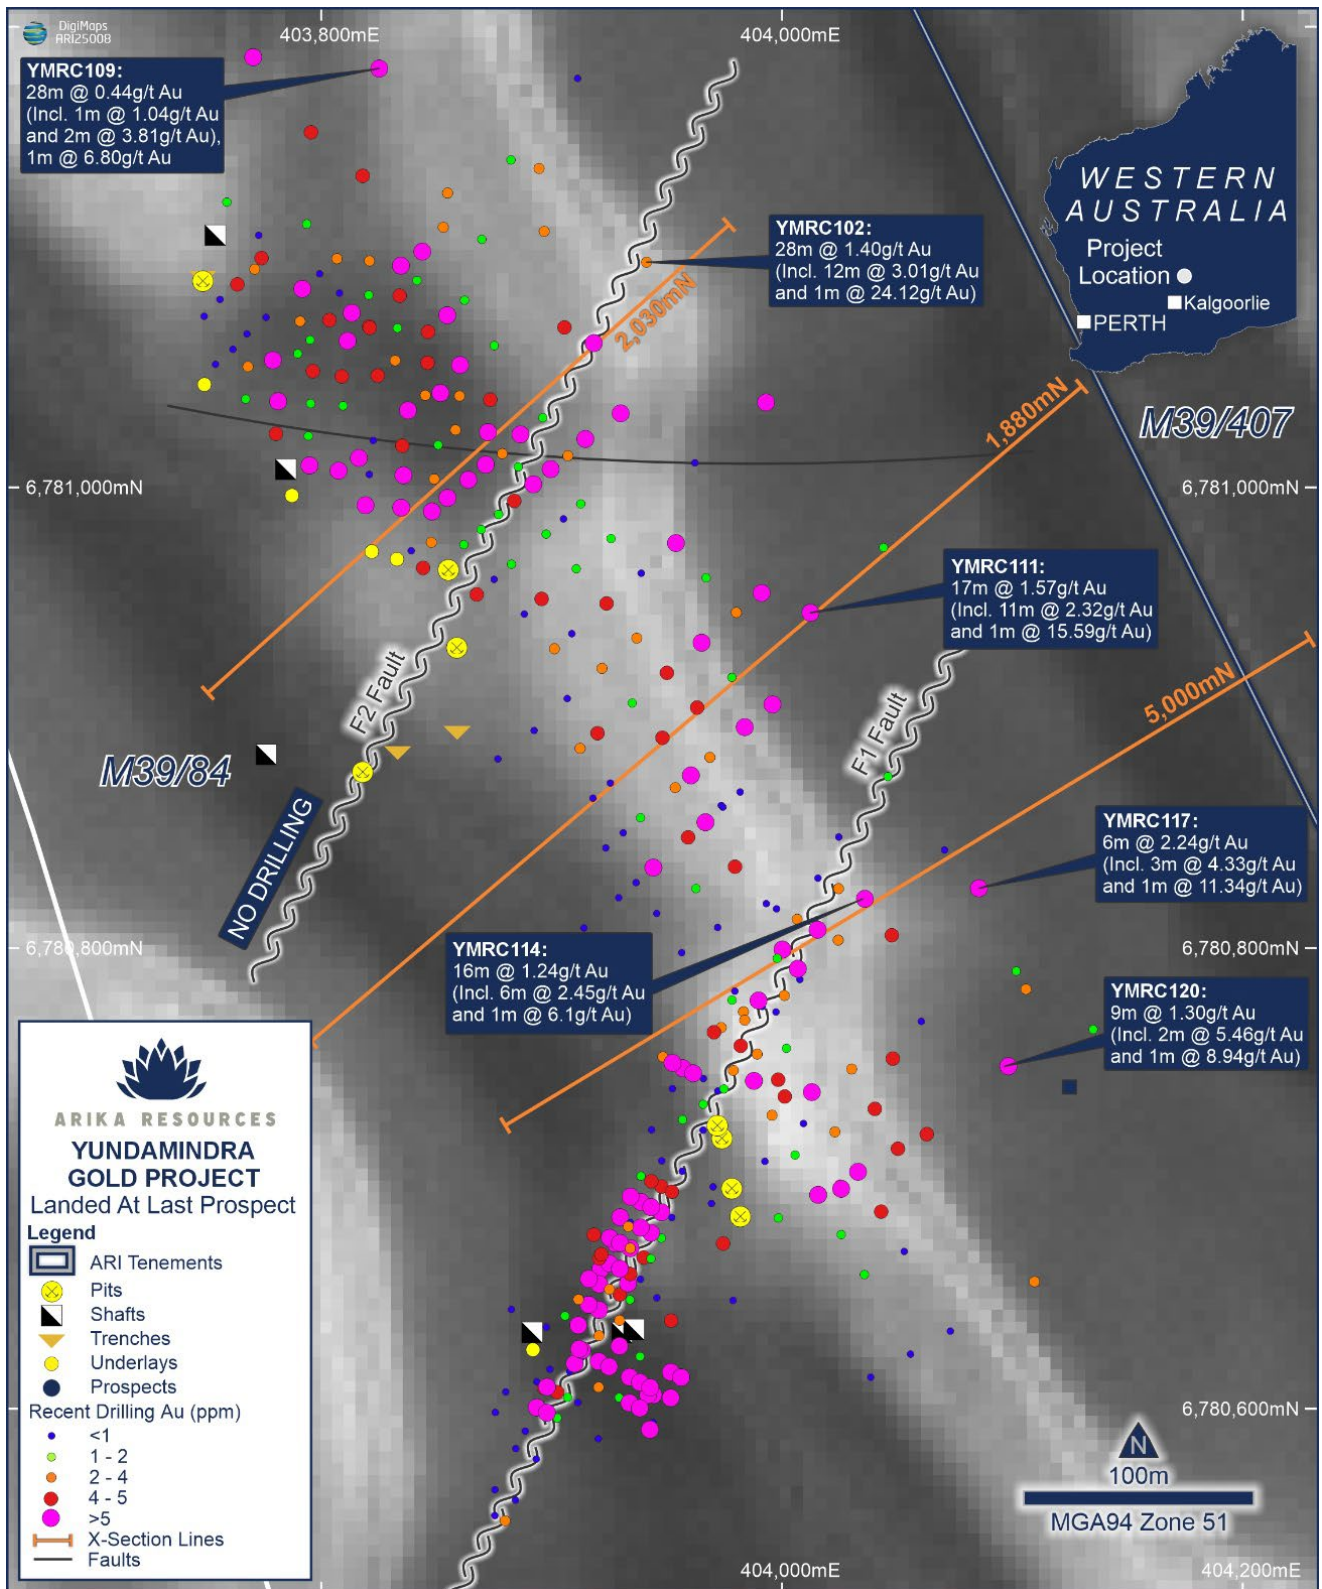 DigiMaps
ARI25008
403,800mE
404,000mE
YMRC109:
28m @ 0.44g/t Au
(Incl. 1m @ 1.04g/t Au
and 2m @ 3.81g/t Au),
1m @ 6.80g/t Au
WESTERN
AUSTRALIA
Project
Location
Kalgoorlie
PERTH
YMRC102:
28m @ 1.40g/t Au
(Incl. 12m @ 3.01g/t Au
and 1m @ 24.12g/t Au)
2,030mN
1,880mN
M39/407
6,781,000mN
6,781,000mN
YMRC111:
17m @ 1.57g/t Au
(Incl. 11m @ 2.32g/t Au
and 1m @ 15.59g/t Au)
5,000mN
F2 Fault
F1 Fault
M39/84
NO DRILLING
YMRC117:
6m @ 2.24g/t Au
(Incl. 3m @ 4.33g/t Au
and 1m @ 11.34g/t Au)
6,780,800mN
6,780,800mN
YMRC114:
16m @ 1.24g/t Au
(Incl. 6m @ 2.45g/t Au
and 1m @ 6.1g/t Au)
YMRC120:
9m @ 1.30g/t Au
(Incl. 2m @ 5.46g/t Au
and 1m @ 8.94g/t Au)
ARIKA RESOURCES
YUNDAMINDRA
GOLD PROJECT
Landed At Last Prospect
Legend
ARI Tenements
Pits
Shafts
Trenches
Underlays
Prospects
Recent Drilling Au (ppm)
<1
1 - 2
2 - 4
4 - 5
>5
X-Section Lines
Faults
6,780,600mN
N
100m
MGA94 Zone 51
404,000mE
404,200mE